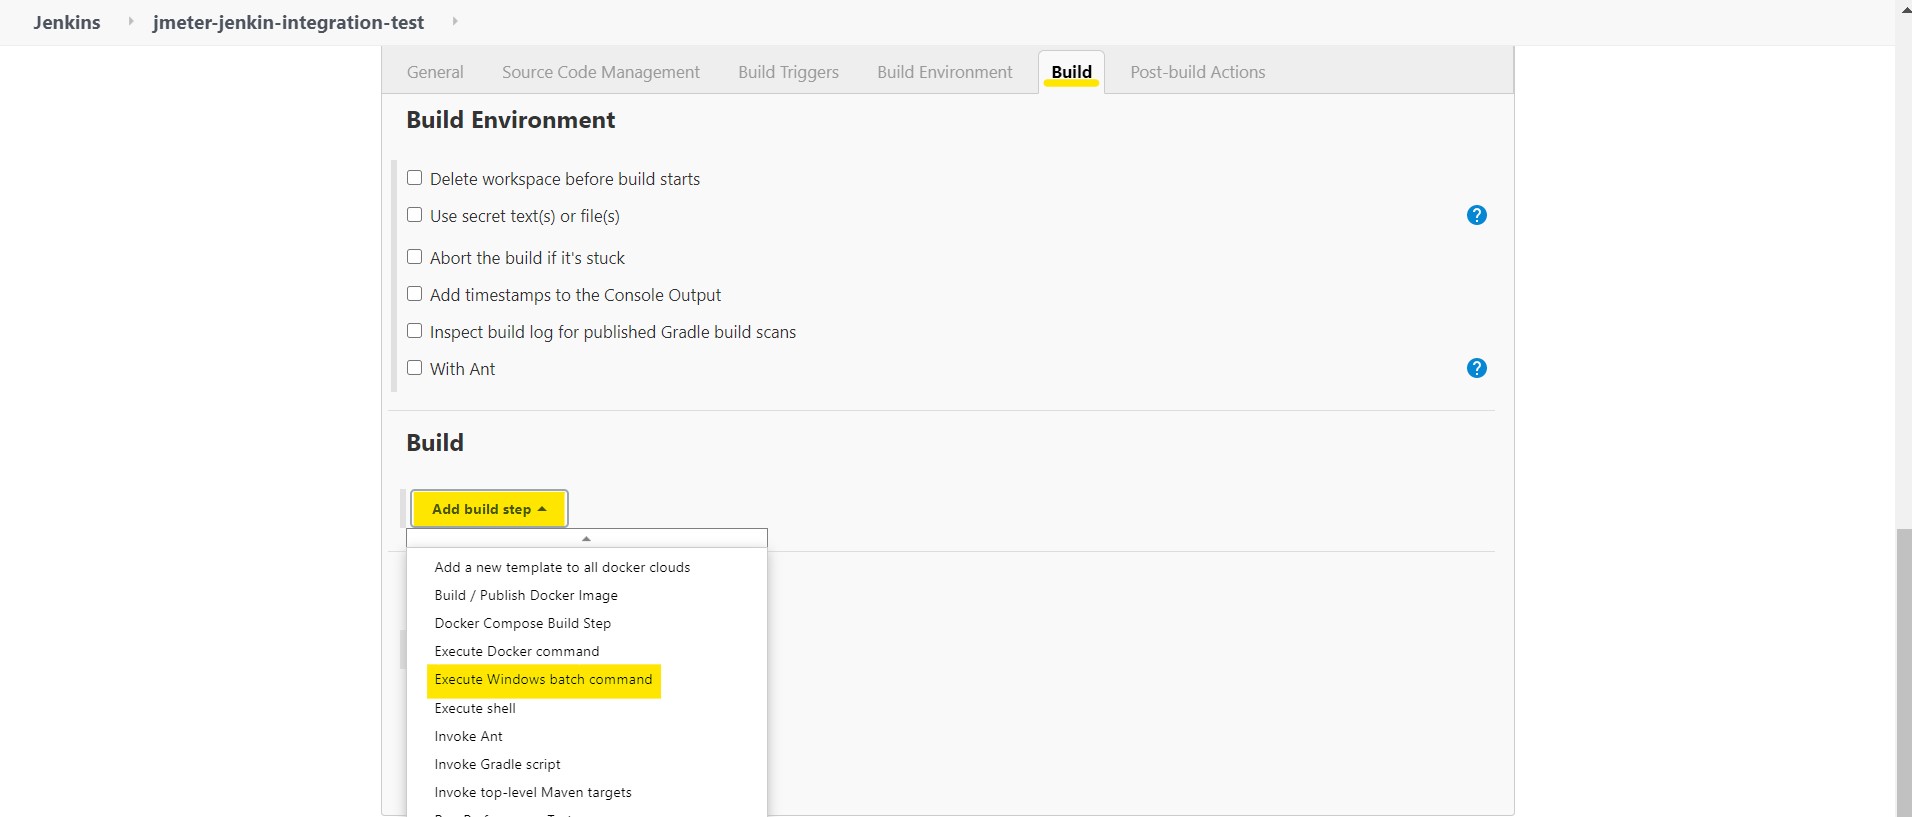 Jenkins jmeter-jenkin-integration-test
General Source Code Management Build Triggers Build Environment Build Post-build Actions
Build Environment
Delete workspace before build starts
Use secret text(s) or file(s)
Abort the build if it's stuck
Add timestamps to the Console Output
Inspect build log for published Gradle build scans
With Ant
Build
Add build step
Add a new template to all docker clouds
Build / Publish Docker Image
Docker Compose Build Step
Execute Docker command
Execute Windows batch command
Execute shell
Invoke Ant
Invoke Gradle script
Invoke top-level Maven targets